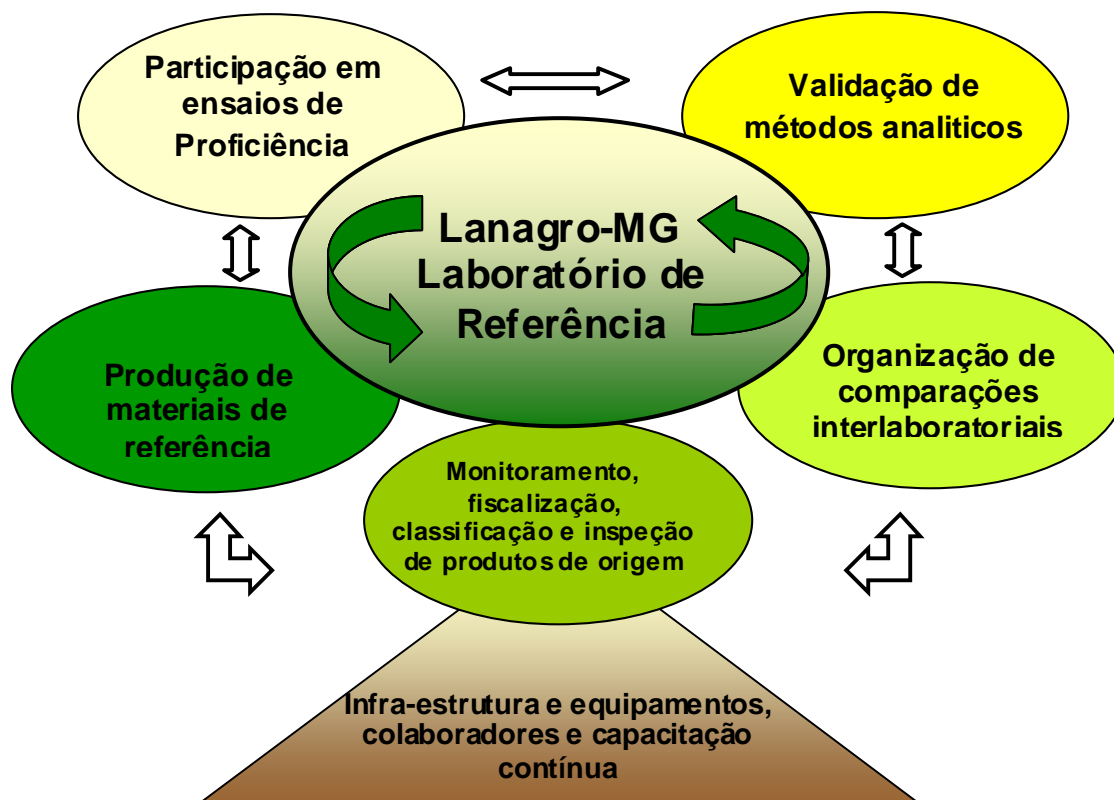 Participação em
ensaios de
Proficiência
Validação de
métodos analiticos
Lanagro-MG
Laboratório de
Referência
Produção de
materiais de
referência
Organização de
comparações
interlaboratoriais
Monitoramento,
fiscalização,
classificação e inspeção
de produtos de origem
Infra-estrutura e equipamentos,
colaboradores e capacitação
contínua